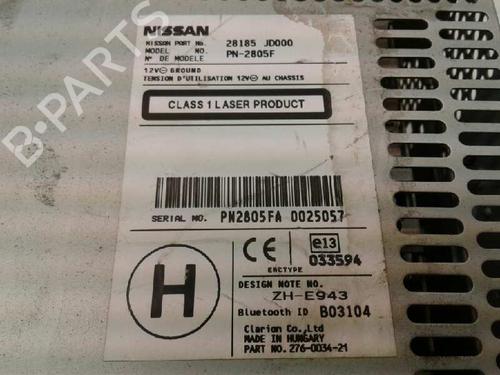 NISSAN
NISSAN PART No. 28185 JD000
MODEL NO. PN-2805F
N° DE MODELE
12V⊖ GROUND
TENSION D'UTILISATION 12V⊖ AU CHASSIS
CLASS 1 LASER PRODUCT
SERIAL NO. PN2805FA 0025057
H
CE
e13
033594
ERCTYPE
DESIGN NOTE NO.
ZH-E943
Bluetooth ID B03104
Clarion Co.,Ltd
MADE IN HUNGARY
PART NO. 276-0034-21
B-Parts